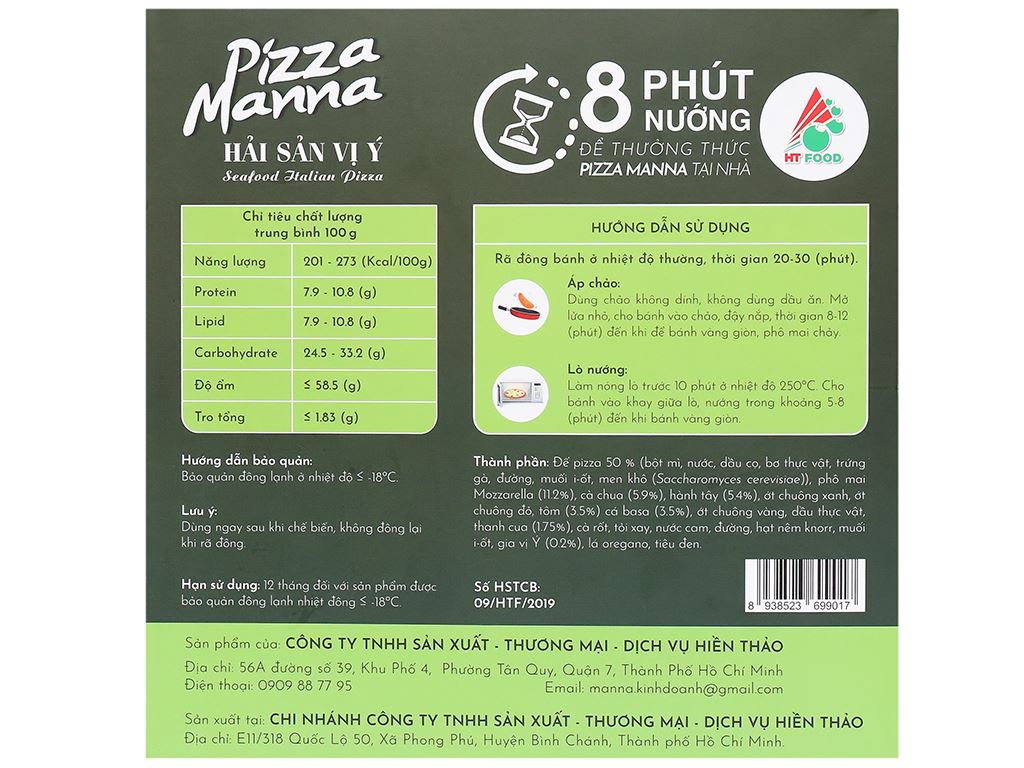 Pizza
Manna
HẢI SẢN VỊ Ý
Seafood Italian Pizza
8 PHÚT
NƯỚNG
ĐỂ THƯỞNG THỨC
PIZZA MANNA TẠI NHÀ
HT FOOD
Chỉ tiêu chất lượng
trung bình 100g
Năng lượng 201 - 273 (Kcal/100g)
Protein 7.9 - 10.8 (g)
Lipid 7.9 - 10.8 (g)
Carbohydrate 24.5 - 33.2 (g)
Độ ẩm ≤ 58.5 (g)
Tro tổng ≤ 1.83 (g)
HƯỚNG DẪN SỬ DỤNG
Rã đông bánh ở nhiệt độ thường, thời gian 20-30 (phút).
Áp chảo:
Dùng chảo không dính, không dùng dầu ăn. Mở
lửa nhỏ, cho bánh vào chảo, đậy nắp, thời gian 8-12
(phút) đến khi đế bánh vàng giòn, phô mai chảy.
Lò nướng:
Làm nóng lò trước 10 phút ở nhiệt độ 250ºC. Cho
bánh vào khay giữa lò, nướng trong khoảng 5-8
(phút) đến khi bánh vàng giòn.
Hướng dẫn bảo quản:
Bảo quản đông lạnh ở nhiệt độ ≤ -18ºC.
Lưu ý:
Dùng ngay sau khi chế biến, không đông lại
khi rã đông.
Hạn sử dụng: 12 tháng đối với sản phẩm được
bảo quản đông lạnh nhiệt đông ≤ -18ºC.
Thành phần: Đế pizza 50 % (bột mì, nước, dầu cọ, bơ thực vật, trứng
gà, đường, muối i-ốt, men khô (Saccharomyces cerevisiae)), phô mai
Mozzarella (11.2%), cà chua (5.9%), hành tây (5.4%), ớt chuông xanh, ớt
chuông đỏ, tôm (3.5%) cá basa (3.5%), ớt chuông vàng, dầu thực vật,
thanh cua (1.75%), cà rốt, tỏi xay, nước cam, đường, hạt nêm knorr, muối
i-ốt, gia vị Ý (0.2%), lá oregano, tiêu đen.
Số HSTCB:
09/HTF/2019
8 938523 699017
Sản phẩm của: CÔNG TY TNHH SẢN XUẤT - THƯƠNG MẠI - DỊCH VỤ HIỀN THẢO
Địa chỉ: 56A đường số 39, Khu Phố 4, Phường Tân Quy, Quận 7, Thành Phố Hồ Chí Minh
Điện thoại: 0909 88 77 95 Email: manna.kinhdoanh@gmail.com
Sản xuất tại: CHI NHÁNH CÔNG TY TNHH SẢN XUẤT - THƯƠNG MẠI - DỊCH VỤ HIỀN THẢO
Địa chỉ: E11/318 Quốc Lộ 50, Xã Phong Phú, Huyện Bình Chánh, Thành phố Hồ Chí Minh.